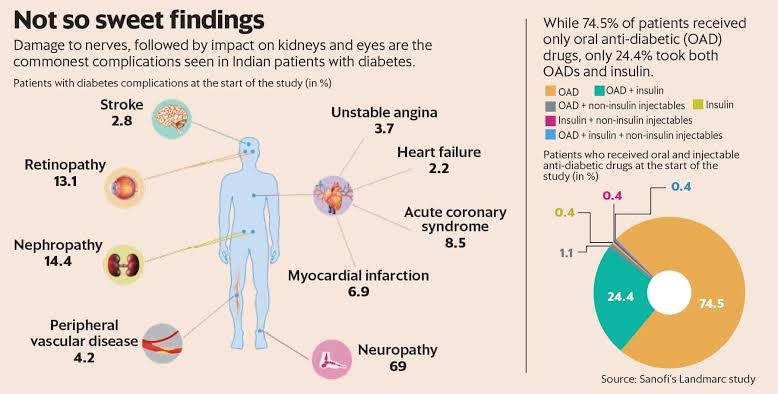 Not so sweet findings
Damage to nerves, followed by impact on kidneys and eyes are the
commonest complications seen in Indian patients with diabetes.
Patients with diabetes complications at the start of the study (in %)
Stroke
2.8
Retinopathy
13.1
Nephropathy
14.4
Peripheral
vascular disease
4.2
Unstable angina
3.7
Heart failure
2.2
Acute coronary
syndrome
8.5
Myocardial infarction
6.9
Neuropathy
69
While 74.5% of patients received
only oral anti-diabetic (OAD)
drugs, only 24.4% took both
OADs and insulin.
OAD
OAD + insulin
OAD + non-insulin injectables
Insulin
Insulin + non-insulin injectables
OAD + insulin + non-insulin injectables
Patients who received oral and injectable
anti-diabetic drugs at the start of the
study (in %)
0.4
0.4
0.4
1.1
24.4
74.5
Source: Sanofi's Landmarc study